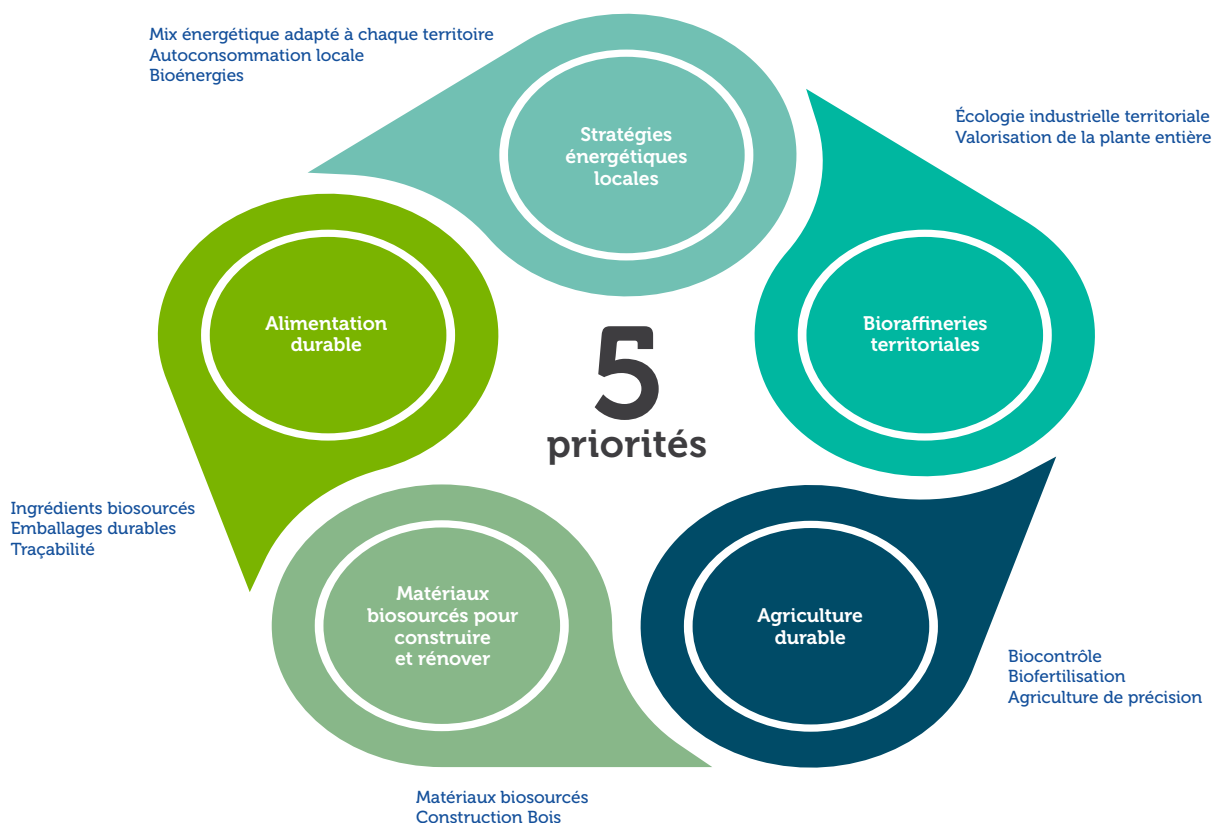 Mix énergétique adapté à chaque territoire
Autoconsommation locale
Bioénergies
Stratégies
énergétiques
locales
Écologie industrielle territoriale
Valorisation de la plante entière
Bioraffineries
territoriales
Alimentation
durable
5
priorités
Ingrédients biosourcés
Emballages durables
Traçabilité
Matériaux
biosourcés pour
construire
et rénover
Agriculture
durable
Biocontrôle
Biofertilisation
Agriculture de précision
Matériaux biosourcés
Construction Bois